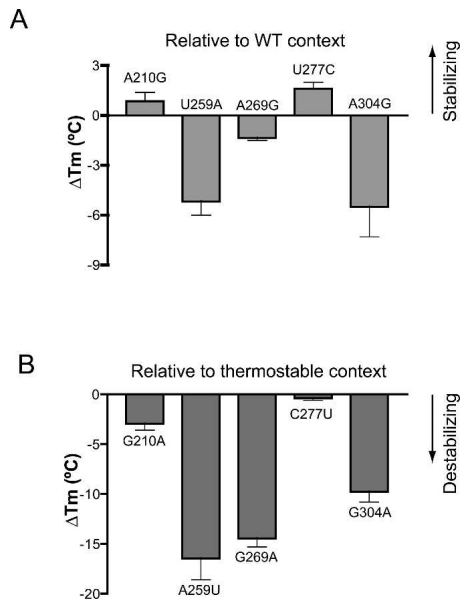 A
Relative to WT context
Stabilizing
3
0
-3
-6
-9
ΔTm (ºC)
A210G
U259A
A269G
U277C
A304G
B
Relative to thermostable context
Destabilizing
0
-5
-10
-15
-20
ΔTm (ºC)
G210A
A259U
G269A
C277U
G304A